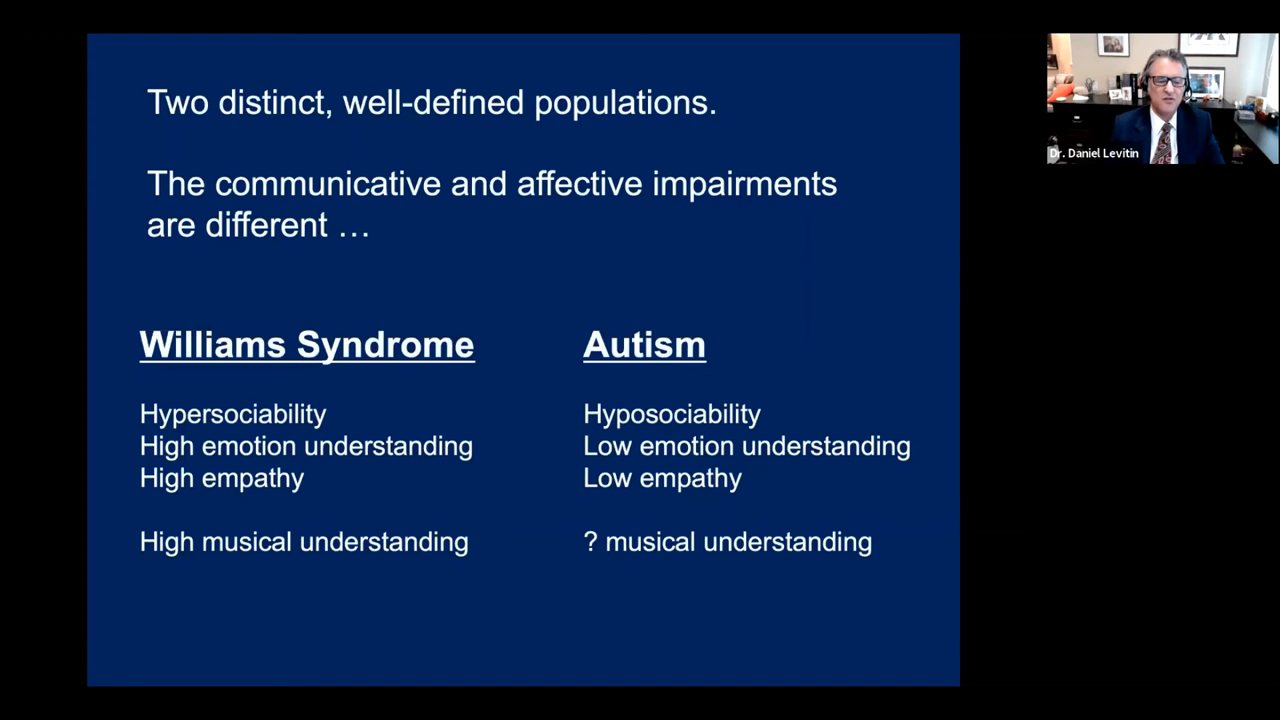 Two distinct, well-defined populations.
The communicative and affective impairments
are different …
Williams Syndrome
Hypersociability
High emotion understanding
High empathy
High musical understanding
Autism
Hyposociability
Low emotion understanding
Low empathy
? musical understanding
Dr. Daniel Levitin